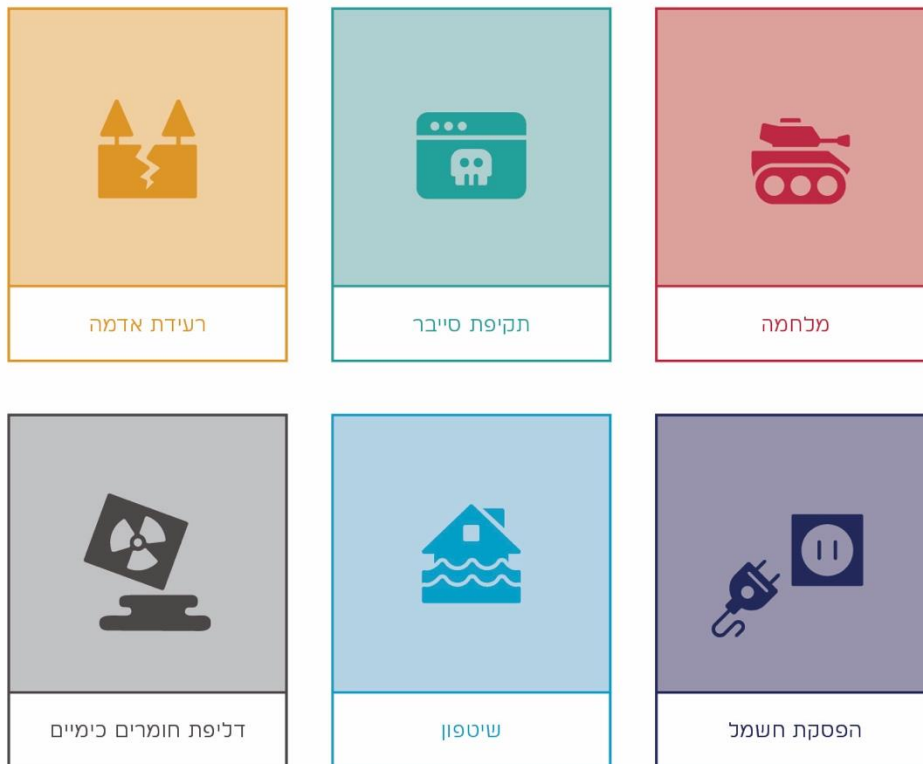 מלחמה
תקיפת סייבר
רעידת אדמה
הפסקת חשמל
שיטפון
דליפת חומרים כימיים